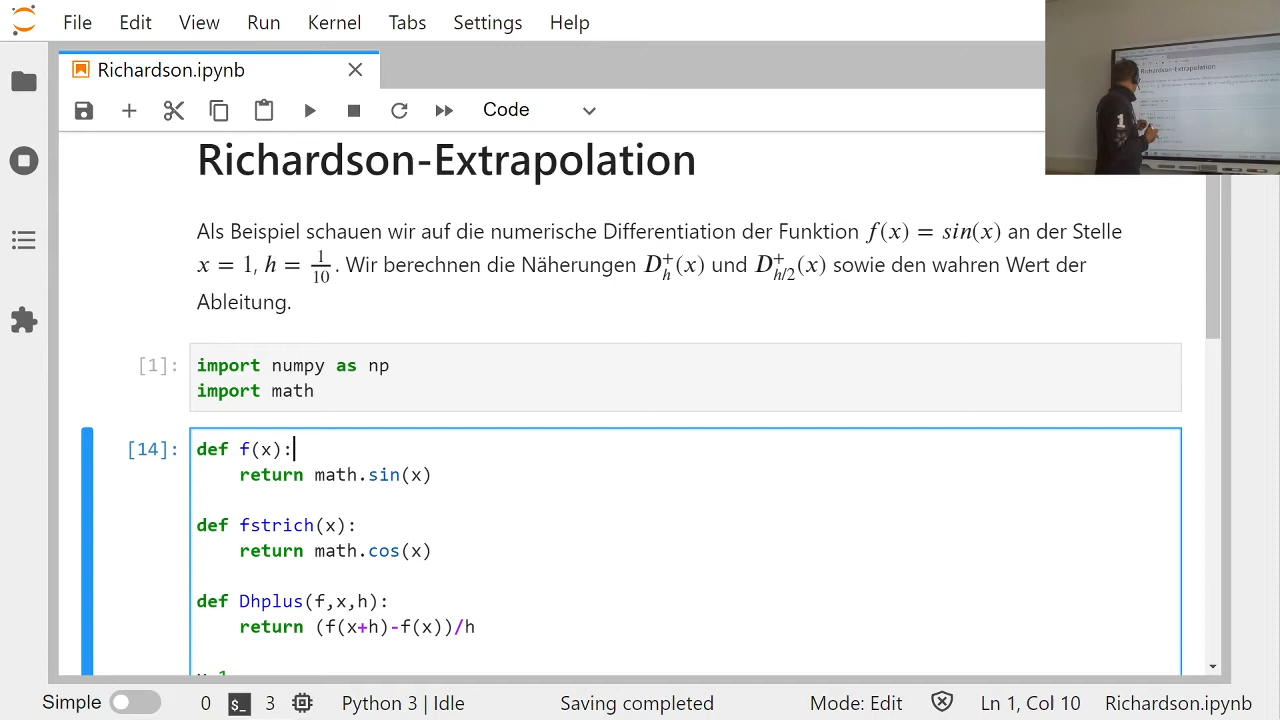 File Edit View Run Kernel Tabs Settings Help
Richardson.ipynb
Code
Richardson-Extrapolation
Als Beispiel schauen wir auf die numerische Differentiation der Funktion f(x) = sin(x) an der Stelle
x = 1, h = 1/10. Wir berechnen die Näherungen D_h^+(x) und D_{h/2}^+(x) sowie den wahren Wert der
Ableitung.
[1]: import numpy as np
import math
[14]: def f(x):
return math.sin(x)
def fstrich(x):
return math.cos(x)
def Dhplus(f,x,h):
return (f(x+h)-f(x))/h
Simple 0 $_ 3 Python 3 | Idle Saving completed Mode: Edit Ln 1, Col 10 Richardson.ipynb
Richardson-Extrapolation
1